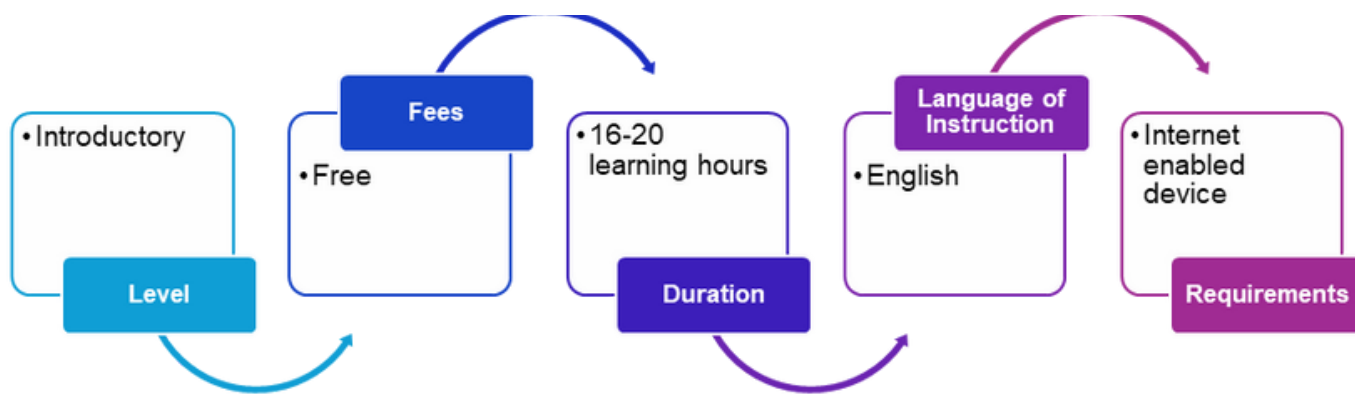 • Introductory
Level
Fees
• Free
• 16-20
learning hours
Duration
Language of
Instruction
• English
• Internet
enabled
device
Requirements